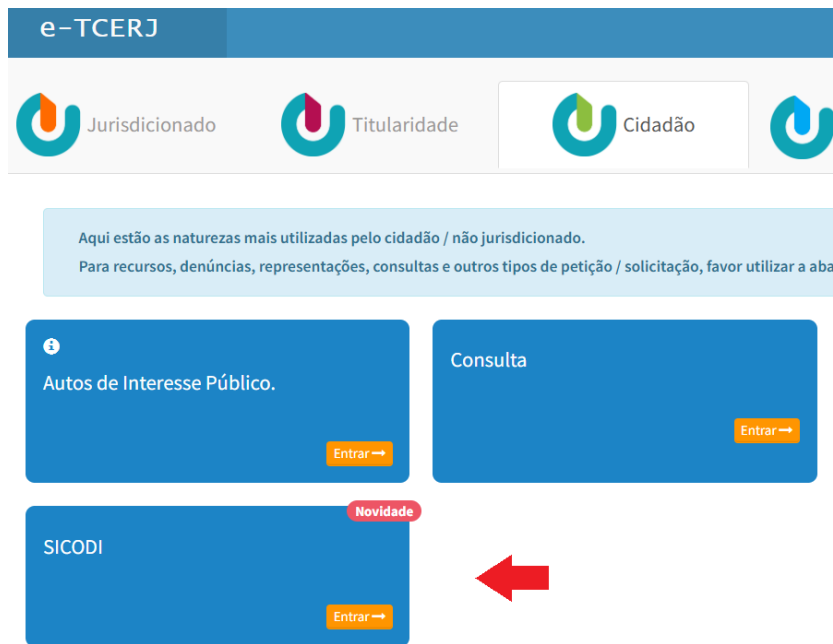 e-TCERJ
Jurisdicionado
Titularidade
Cidadão
Aqui estão as naturezas mais utilizadas pelo cidadão / não jurisdicionado.
Para recursos, denúncias, representações, consultas e outros tipos de petição / solicitação, favor utilizar a aba
Autos de Interesse Público.
Entrar
Consulta
Entrar
Novidade
SICODI
Entrar